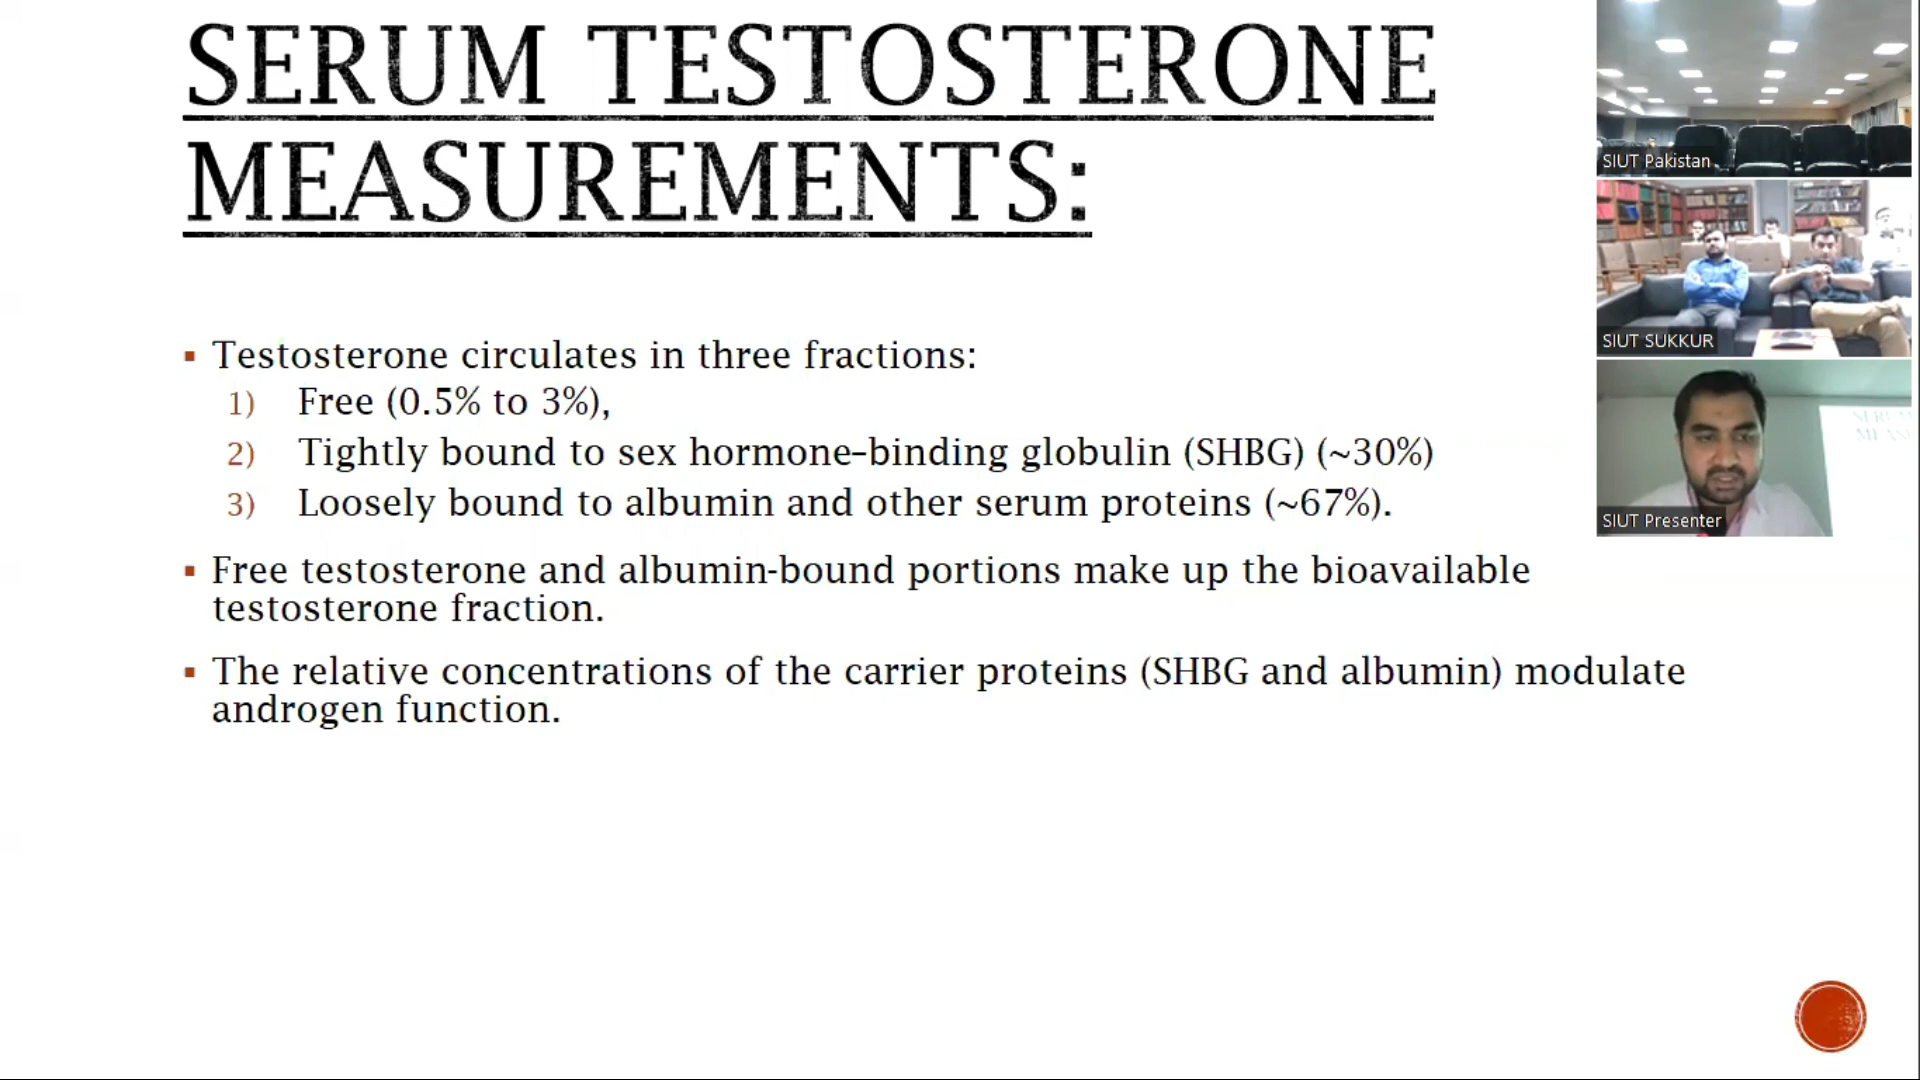 SERUM TESTOSTERONE
MEASUREMENTS:
▪ Testosterone circulates in three fractions:
1) Free (0.5% to 3%),
2) Tightly bound to sex hormone-binding globulin (SHBG) (~30%)
3) Loosely bound to albumin and other serum proteins (~67%).
▪ Free testosterone and albumin-bound portions make up the bioavailable
testosterone fraction.
▪ The relative concentrations of the carrier proteins (SHBG and albumin) modulate
androgen function.
SIUT Pakistan
SIUT SUKKUR
SIUT Presenter